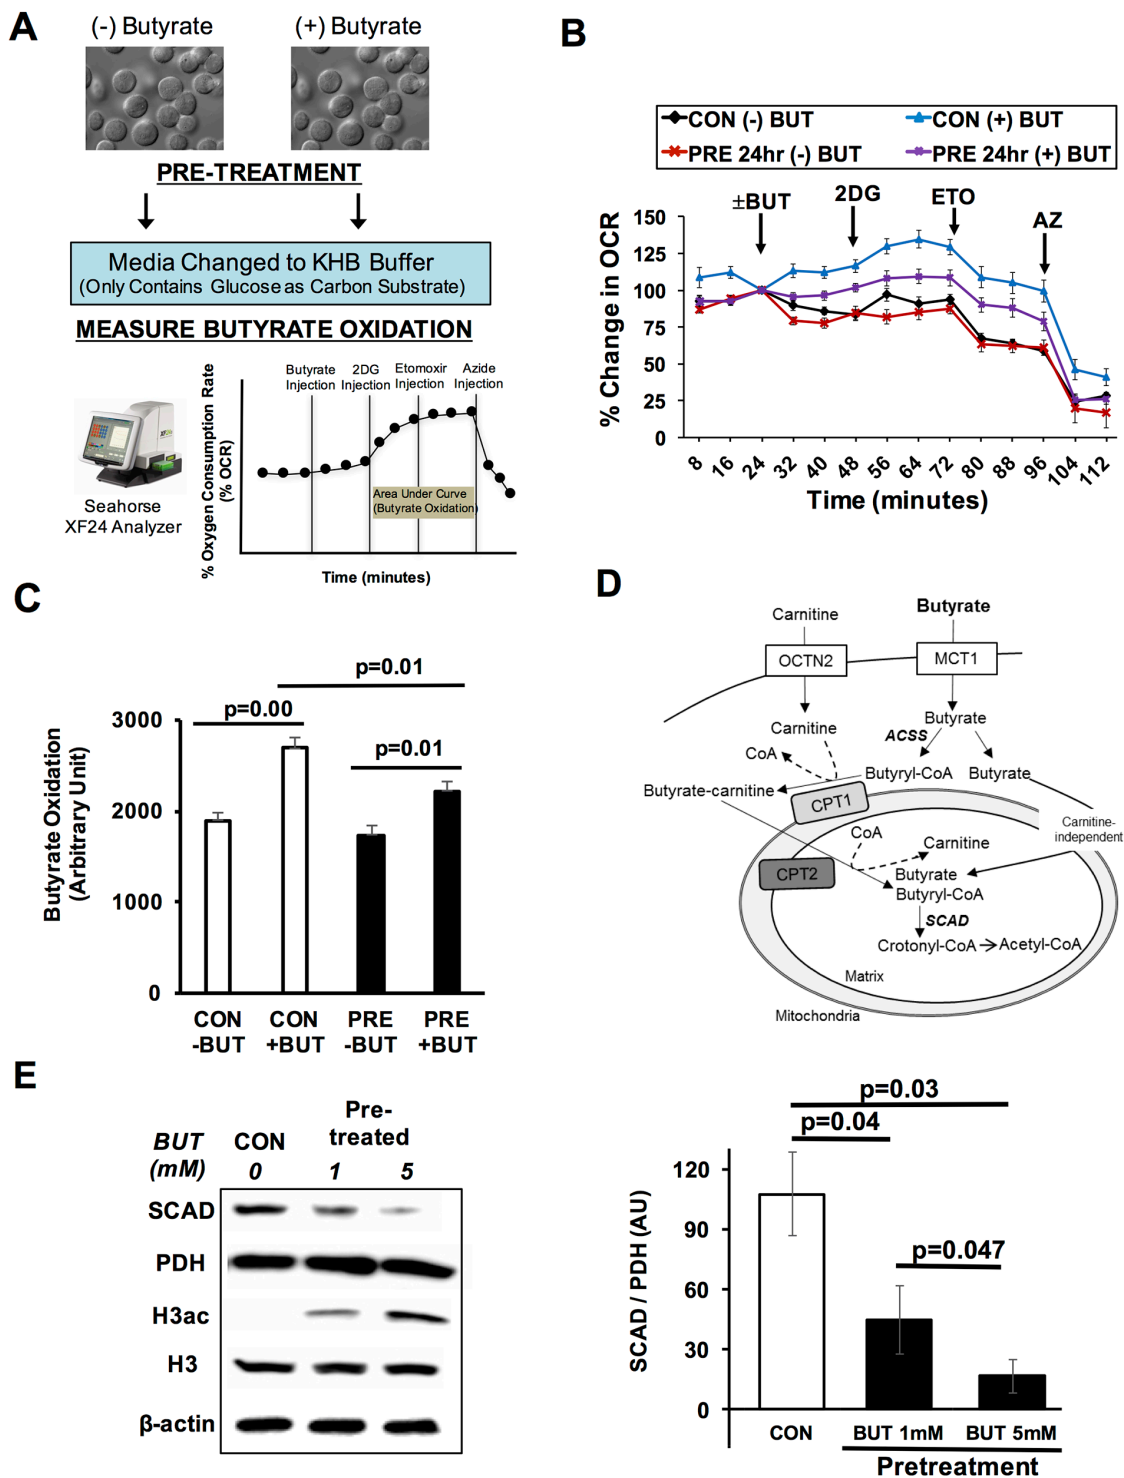 A
(-) Butyrate
(+) Butyrate
PRE-TREATMENT
Media Changed to KHB Buffer
(Only Contains Glucose as Carbon Substrate)
MEASURE BUTYRATE OXIDATION
Seahorse
XF24 Analyzer
% Oxygen Consumption Rate
(% OCR)
Butyrate
Injection
2DG
Injection
Etomoxir
Injection
Azide
Injection
Area Under Curve
(Butyrate Oxidation)
Time (minutes)
B
CON (-) BUT
CON (+) BUT
PRE 24hr (-) BUT
PRE 24hr (+) BUT
±BUT
2DG
ETO
AZ
% Change in OCR
150
125
100
75
50
25
0
8 16 24 32 40 48 56 64 72 80 88 96 104 112
Time (minutes)
C
Butyrate Oxidation
(Arbitrary Unit)
3000
2000
1000
0
p=0.00
p=0.01
p=0.01
CON
-BUT
CON
+BUT
PRE
-BUT
PRE
+BUT
D
Carnitine
Butyrate
OCTN2
MCT1
Carnitine
Butyrate
ACSS
CoA
Butyryl-CoA
Butyrate
Butyrate-carnitine
CPT1
Carnitine-
independent
CoA
Carnitine
CPT2
Butyrate
Butyryl-CoA
SCAD
Crotonyl-CoA
Acetyl-CoA
Matrix
Mitochondria
E
BUT
(mM)
CON
0
Pre-
treated
1
5
SCAD
PDH
H3ac
H3
β-actin
SCAD / PDH (AU)
120
90
60
30
0
p=0.03
p=0.04
p=0.047
CON
BUT 1mM
BUT 5mM
Pretreatment